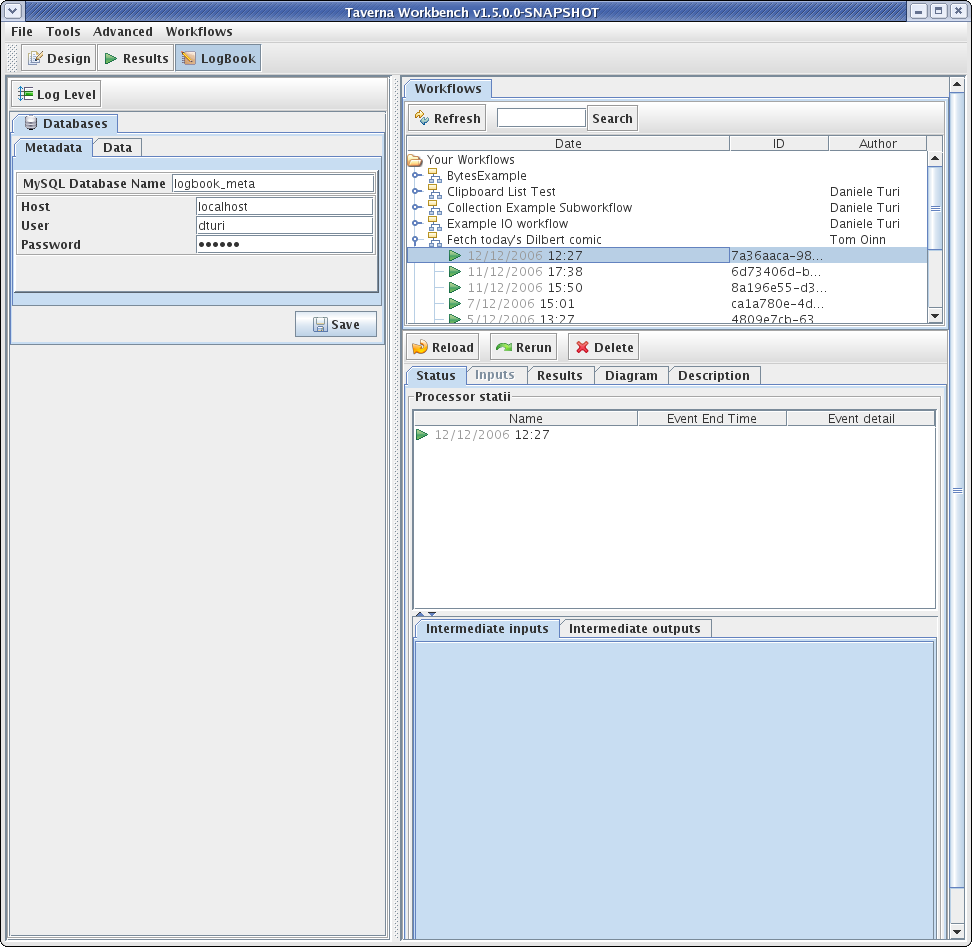 Taverna Workbench v1.5.0.0-SNAPSHOT
File Tools Advanced Workflows
Design Results LogBook
Log Level
Databases
Metadata Data
MySQL Database Name logbook_meta
Host localhost
User dturi
Password ••••••
Save
Workflows
Refresh Search
Date ID Author
Your Workflows
BytesExample
Clipboard List Test Daniele Turi
Collection Example Subworkflow Daniele Turi
Example IO workflow Daniele Turi
Fetch today's Dilbert comic Tom Oinn
12/12/2006 12:27 7a36aaca-98...
11/12/2006 17:38 6d73406d-b...
11/12/2006 15:50 8a196e55-d3...
7/12/2006 15:01 ca1a780e-4d...
5/12/2006 13:27 4809e7cb-63
Reload Rerun Delete
Status Inputs Results Diagram Description
Processor statii
Name Event End Time Event detail
12/12/2006 12:27
Intermediate inputs Intermediate outputs